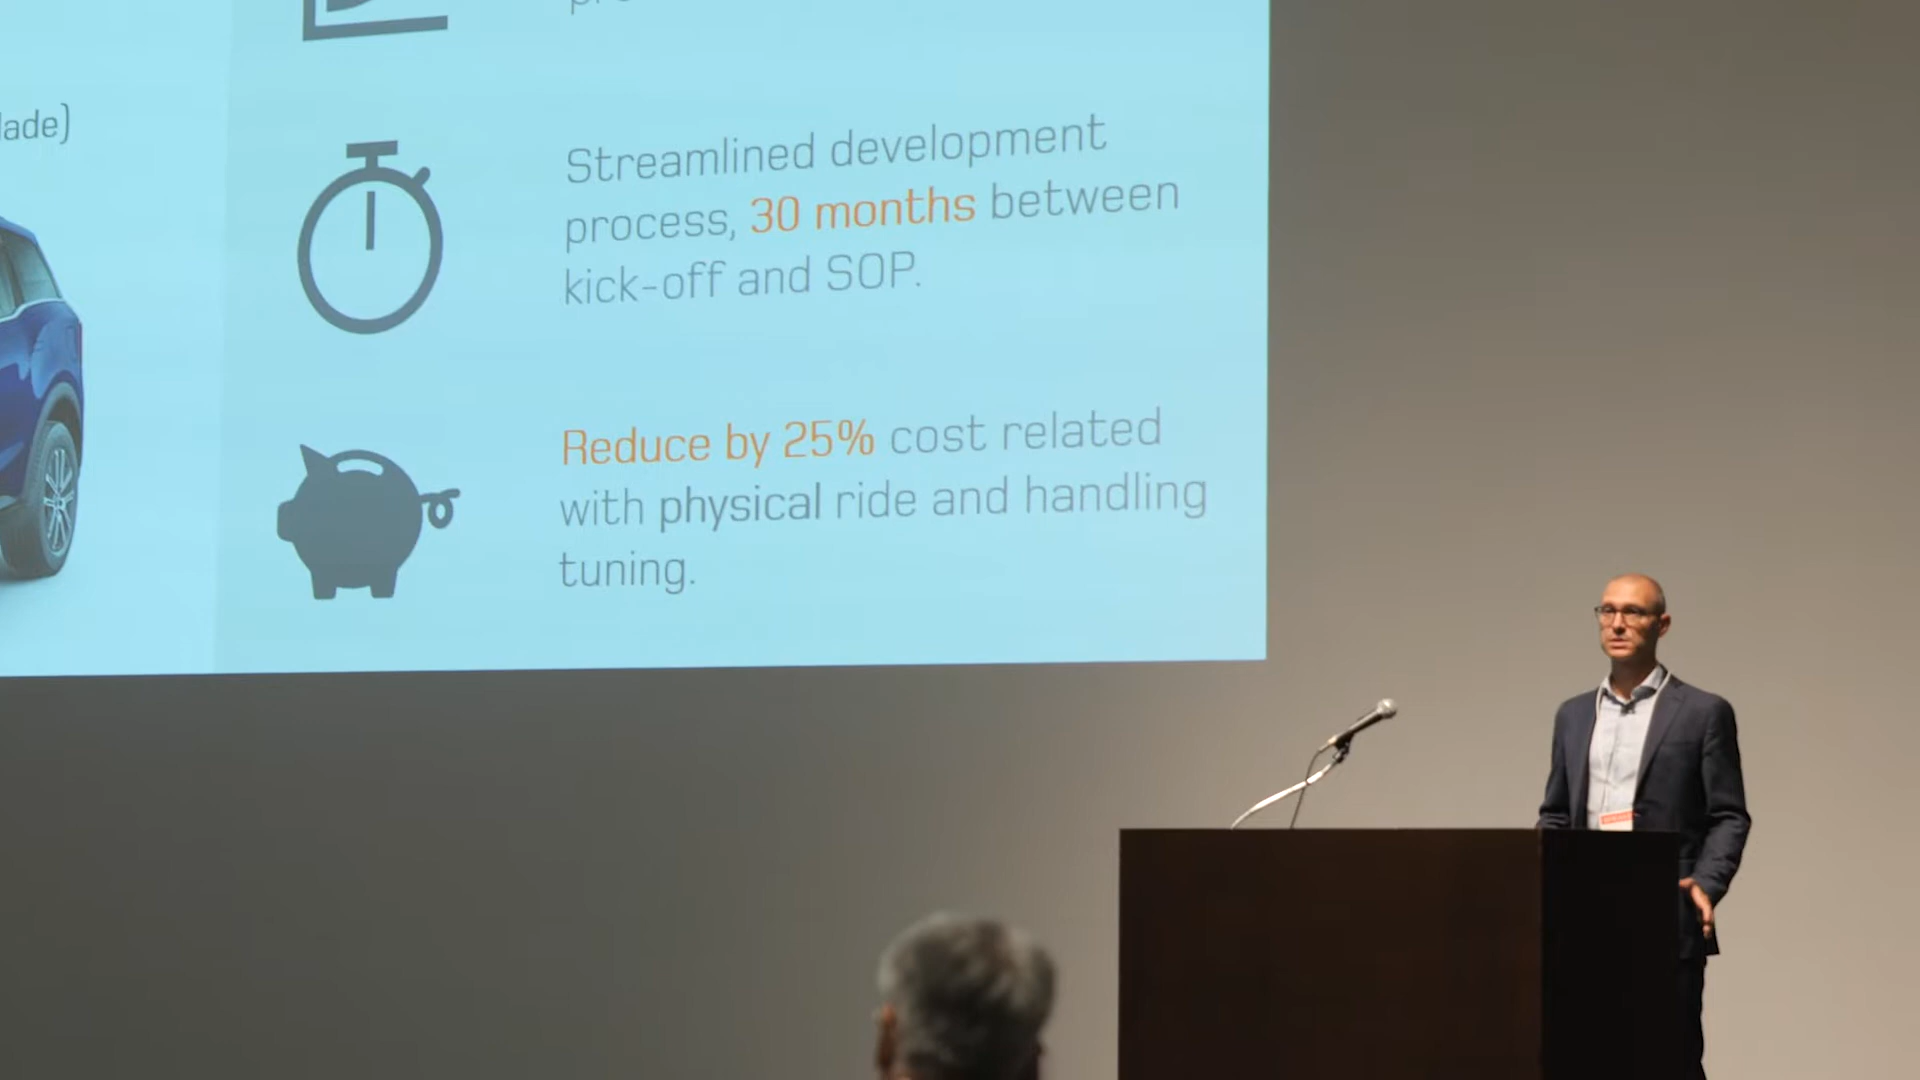 lade)
Streamlined development
process, 30 months between
kick-off and SOP.
Reduce by 25% cost related
with physical ride and handling
tuning.